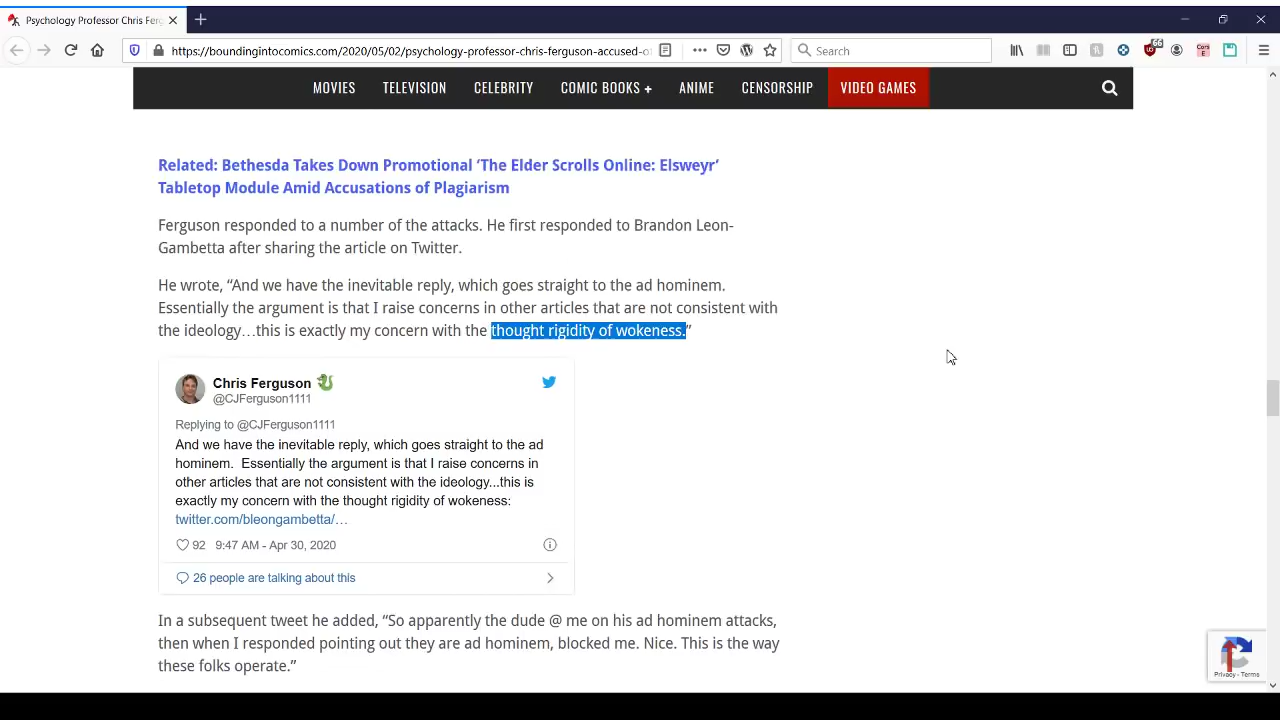 Psychology Professor Chris Ferg
https://boundingintocomics.com/2020/05/02/psychology-professor-chris-ferguson-accused-o
Search
66
MOVIES TELEVISION CELEBRITY COMIC BOOKS + ANIME CENSORSHIP VIDEO GAMES
Related: Bethesda Takes Down Promotional ‘The Elder Scrolls Online: Elsweyr’
Tabletop Module Amid Accusations of Plagiarism
Ferguson responded to a number of the attacks. He first responded to Brandon Leon-
Gambetta after sharing the article on Twitter.
He wrote, “And we have the inevitable reply, which goes straight to the ad hominem.
Essentially the argument is that I raise concerns in other articles that are not consistent with
the ideology…this is exactly my concern with the thought rigidity of wokeness.”
Chris Ferguson
@CJFerguson1111
Replying to @CJFerguson1111
And we have the inevitable reply, which goes straight to the ad
hominem. Essentially the argument is that I raise concerns in
other articles that are not consistent with the ideology...this is
exactly my concern with the thought rigidity of wokeness:
twitter.com/bleongambetta/…
92 9:47 AM - Apr 30, 2020
26 people are talking about this
In a subsequent tweet he added, “So apparently the dude @ me on his ad hominem attacks,
then when I responded pointing out they are ad hominem, blocked me. Nice. This is the way
these folks operate.”
Privacy - Terms